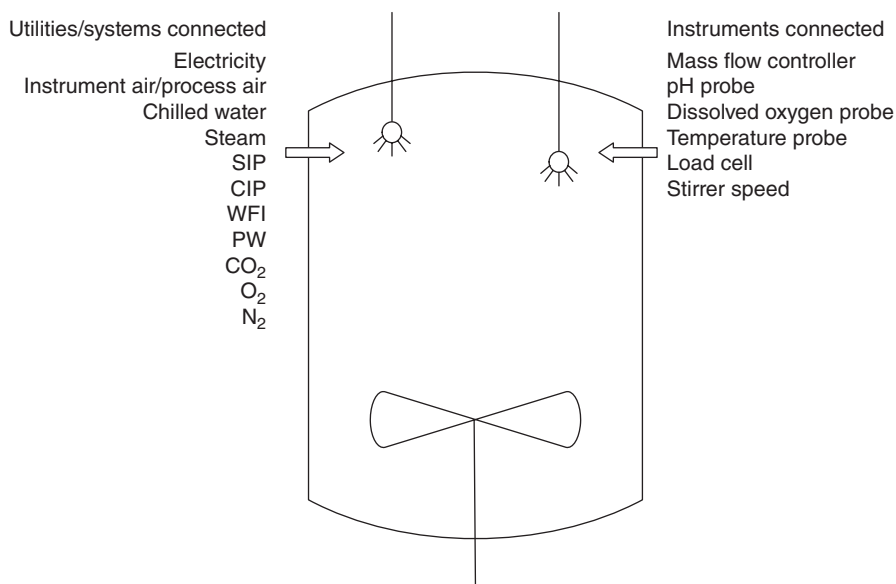 Utilities/systems connected
Electricity
Instrument air/process air
Chilled water
Steam
SIP
CIP
WFI
PW
CO₂
O₂
N₂
Instruments connected
Mass flow controller
pH probe
Dissolved oxygen probe
Temperature probe
Load cell
Stirrer speed